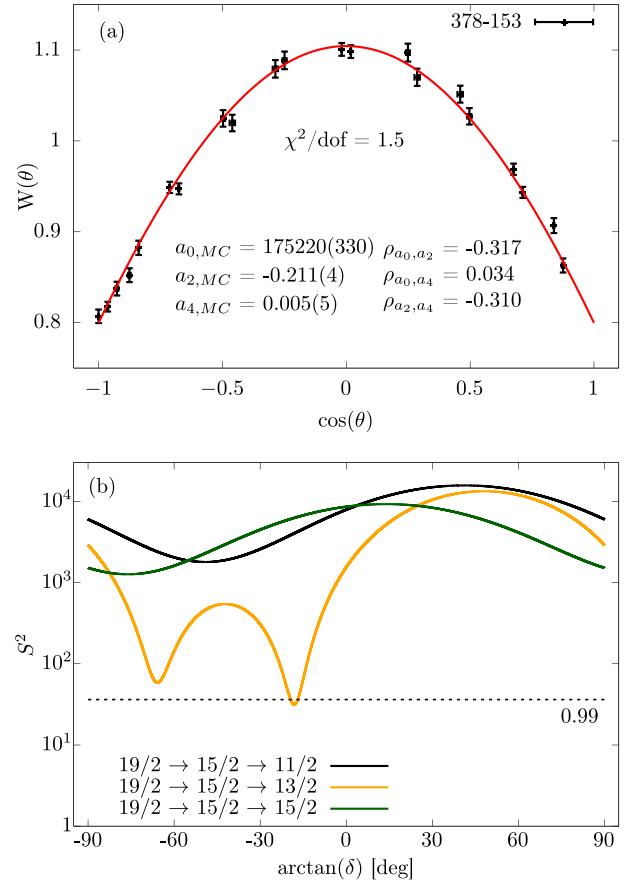 (a)
378-153
1.1
1
0.9
0.8
W(θ)
χ²/dof = 1.5
a₀,MC = 175220(330) ρₐ₀,ₐ₂ = -0.317
a₂,MC = -0.211(4) ρₐ₀,ₐ₄ = 0.034
a₄,MC = 0.005(5) ρₐ₂,ₐ₄ = -0.310
−1 −0.5 0 0.5 1
cos(θ)
(b)
10⁴
10³
10²
10¹
1
S²
0.99
19/2 → 15/2 → 11/2
19/2 → 15/2 → 13/2
19/2 → 15/2 → 15/2
-90 -60 -30 0 30 60 90
arctan(δ) [deg]